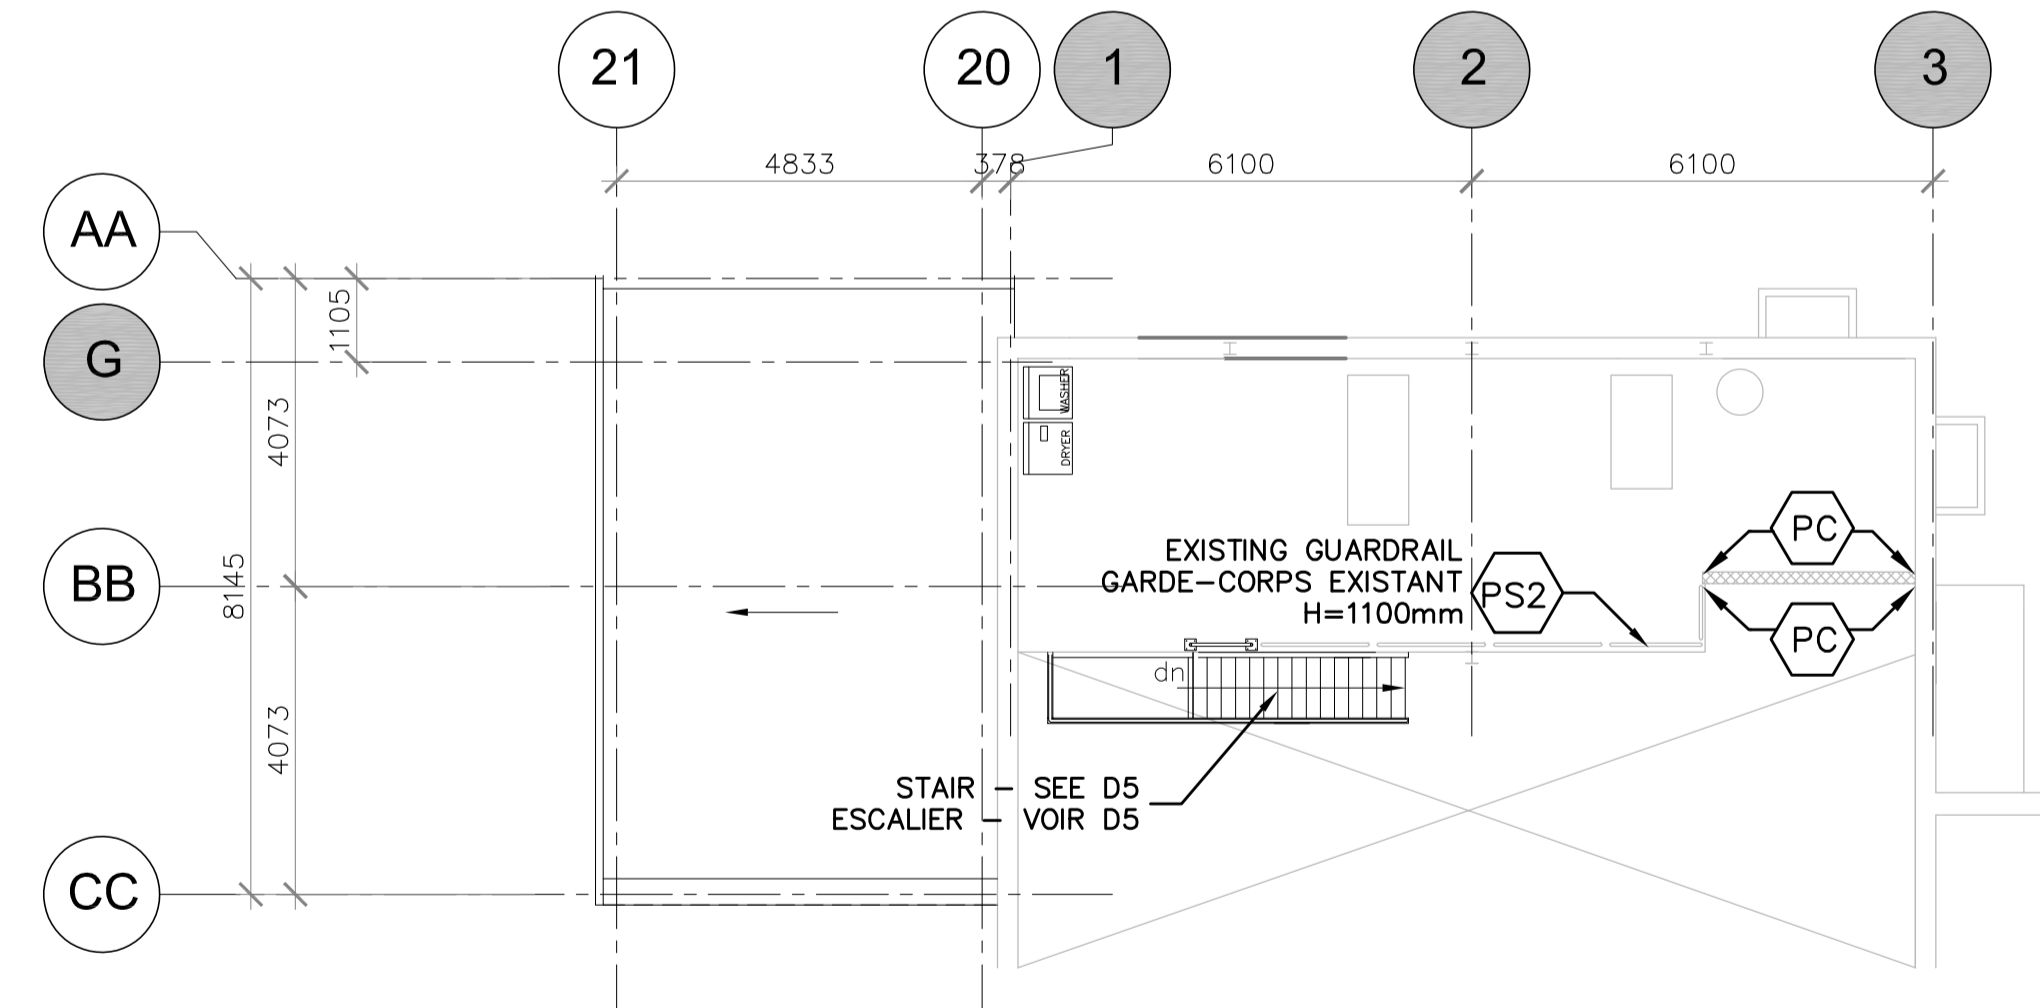 21
20
1
2
3
4833
378
6100
6100
AA
1105
G
4073
WASHER
DRYER
8145
BB
EXISTING GUARDRAIL
GARDE-CORPS EXISTANT
H=1100mm
PS2
PC
PC
dn
4073
STAIR - SEE D5
ESCALIER - VOIR D5
CC